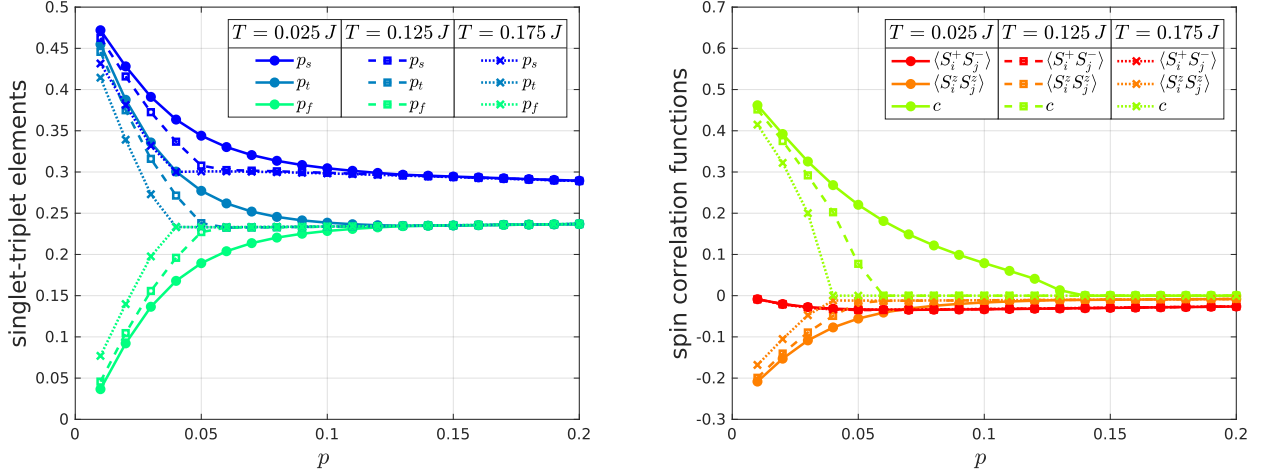 0.5
0.45
0.4
0.35
0.3
0.25
0.2
0.15
0.1
0.05
0
0 0.05 0.1 0.15 0.2
p
singlet-triplet elements
T = 0.025 J T = 0.125 J T = 0.175 J
p_s p_s p_s
p_t p_t p_t
p_f p_f p_f
0.7
0.6
0.5
0.4
0.3
0.2
0.1
0
-0.1
-0.2
-0.3
0 0.05 0.1 0.15 0.2
p
spin correlation functions
T = 0.025 J T = 0.125 J T = 0.175 J
⟨S_i^+ S_j^-⟩ ⟨S_i^+ S_j^-⟩ ⟨S_i^+ S_j^-⟩
⟨S_i^z S_j^z⟩ ⟨S_i^z S_j^z⟩ ⟨S_i^z S_j^z⟩
c c c